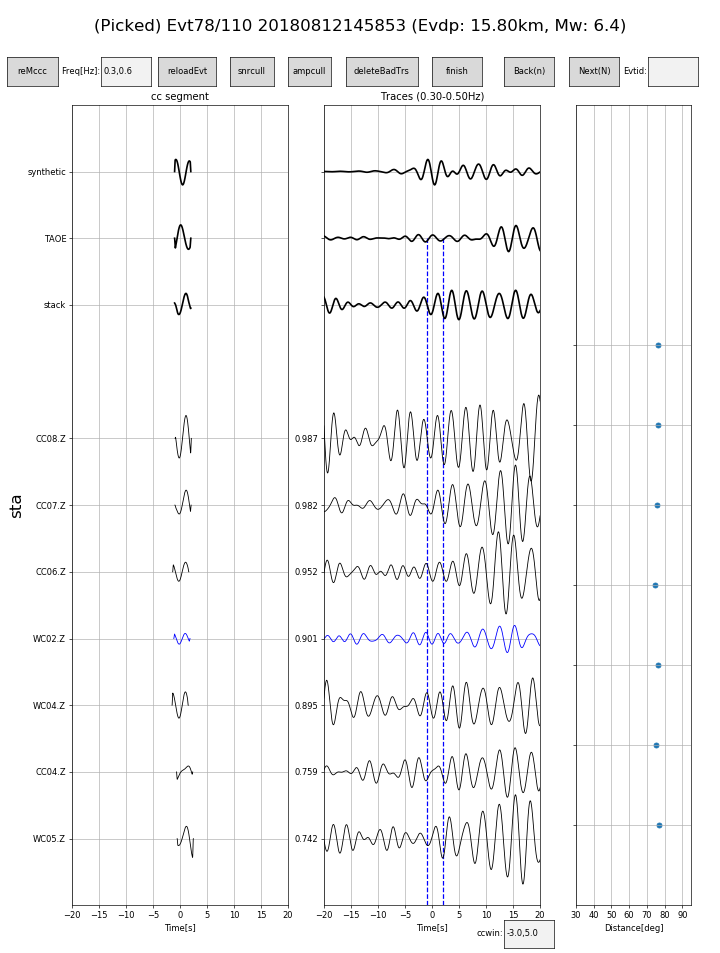 (Picked) Evt78/110 20180812145853 (Evdp: 15.80km, Mw: 6.4)
reMccc Freq[Hz]: 0.3,0.6 reloadEvt snrcull ampcull deleteBadTrs finish Back(n) Next(N) Evtid:
cc segment Traces (0.30-0.50Hz)
synthetic
TAOE
stack
CC08.Z 0.987
CC07.Z 0.982
sta
CC06.Z 0.952
WC02.Z 0.901
WC04.Z 0.895
CC04.Z 0.759
WC05.Z 0.742
−20 −15 −10 −5 0 5 10 15 20 −20 −15 −10 −5 0 5 10 15 20 30 40 50 60 70 80 90
Time[s] Time[s] Distance[deg]
ccwin: -3.0,5.0